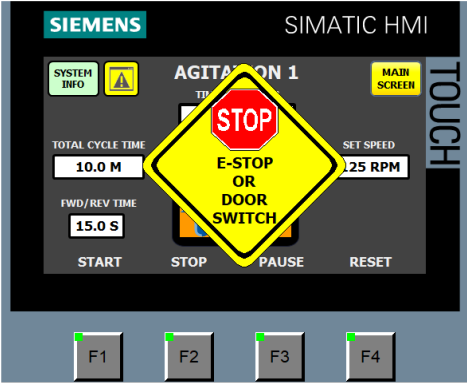 SIEMENS
SIMATIC HMI
TOUCH
SYSTEM
INFO
MAIN
SCREEN
STOP
E-STOP
OR
DOOR
SWITCH
TOTAL CYCLE TIME
10.0 M
SET SPEED
25 RPM
FWD/REV TIME
15.0 S
START
STOP
PAUSE
RESET
F1
F2
F3
F4